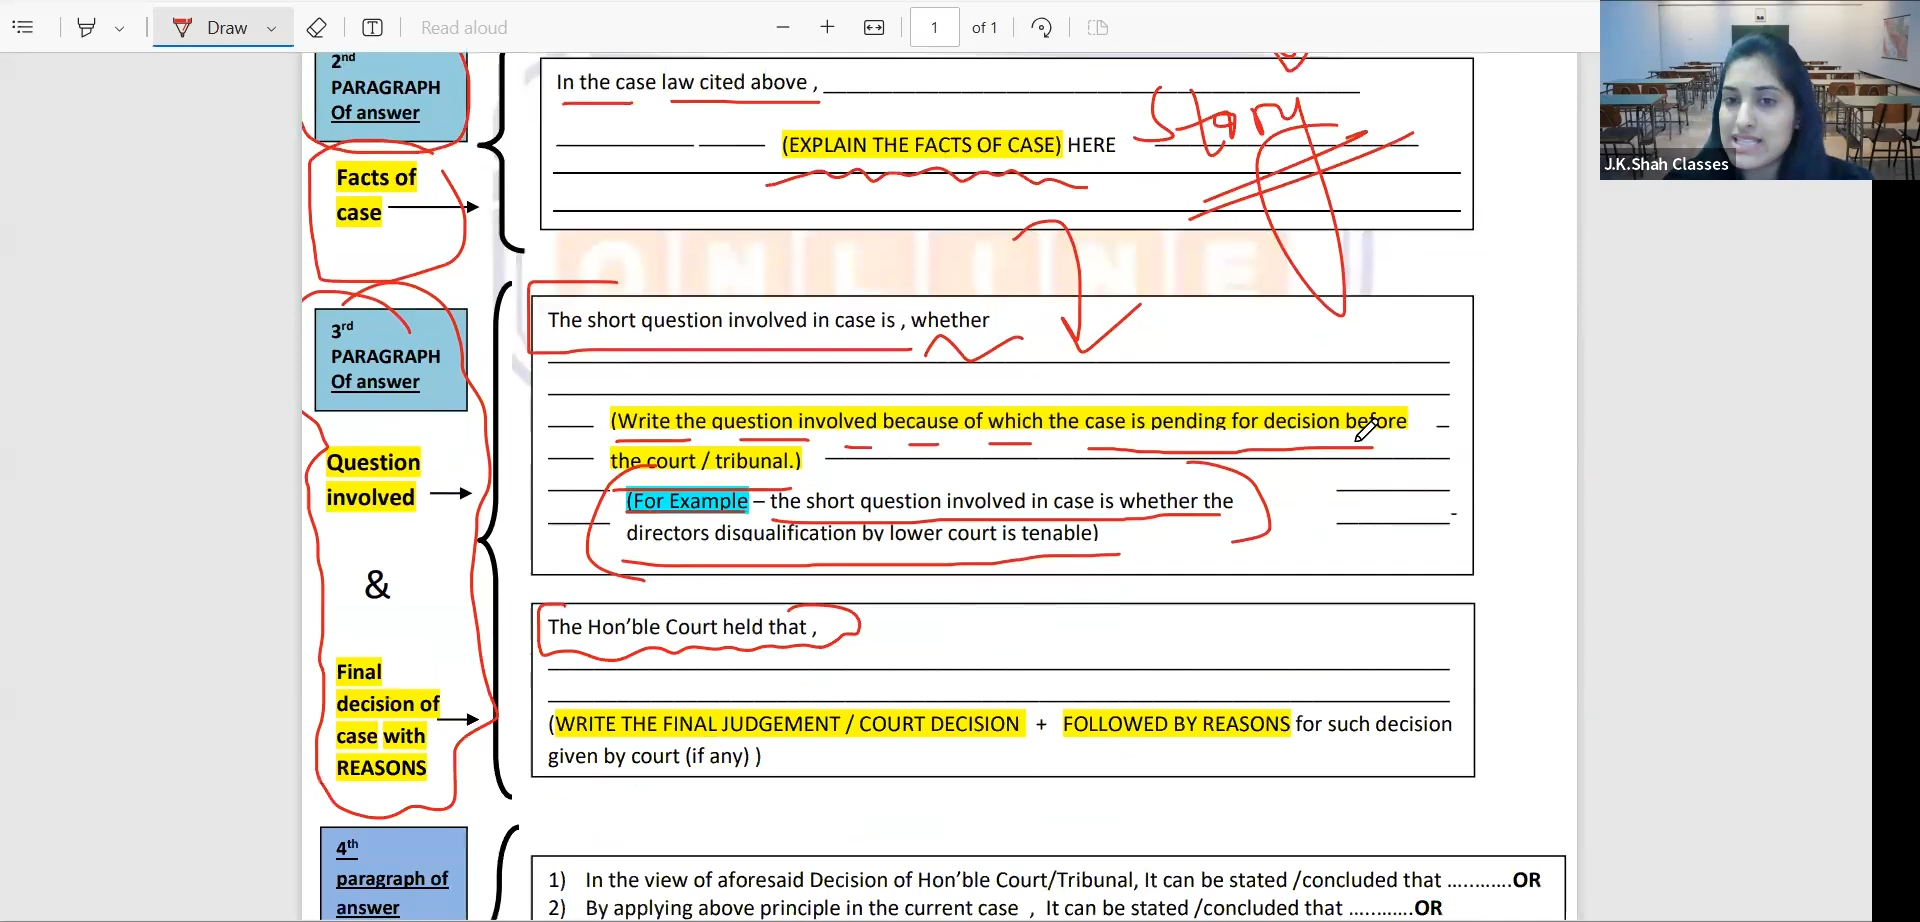 Draw
Read aloud
1
of 1
J.K.Shah Classes
2nd
PARAGRAPH
Of answer
In the case law cited above ,
Story
(EXPLAIN THE FACTS OF CASE) HERE
Facts of
case
ONLINE
The short question involved in case is , whether
3rd
PARAGRAPH
Of answer
(Write the question involved because of which the case is pending for decision before
the court / tribunal.)
Question
involved
(For Example – the short question involved in case is whether the
directors disqualification by lower court is tenable)
&
The Hon’ble Court held that ,
Final
decision of
case with
REASONS
(WRITE THE FINAL JUDGEMENT / COURT DECISION + FOLLOWED BY REASONS for such decision
given by court (if any) )
4th
paragraph of
answer
1) In the view of aforesaid Decision of Hon’ble Court/Tribunal, It can be stated /concluded that ............OR
2) By applying above principle in the current case , It can be stated /concluded that ............OR